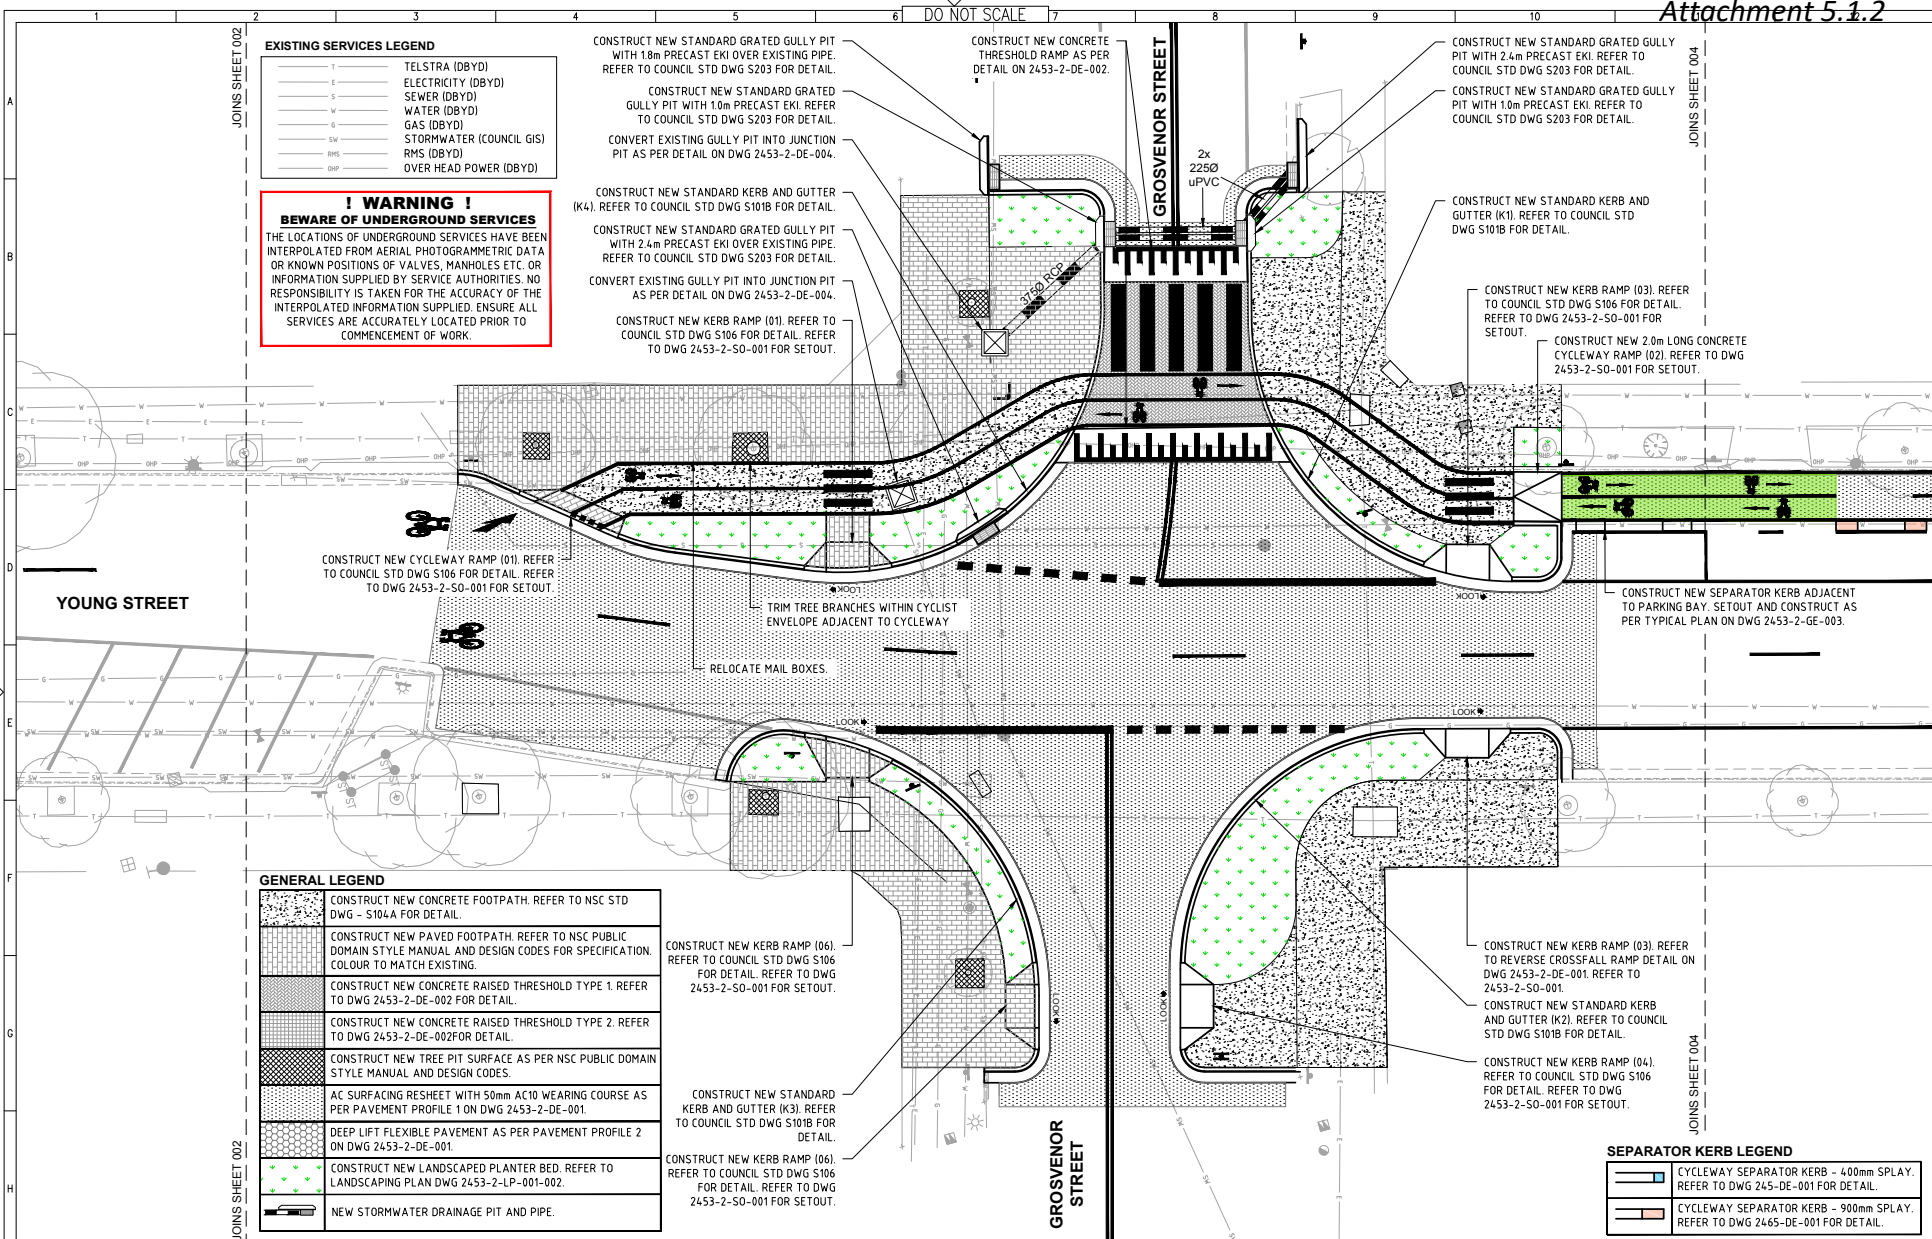 Attachment 5.1.2
DO NOT SCALE
1 2 3 4 5 6 7 8 9 10
A
B
C
D
E
F
G
H
JOINS SHEET 002
JOINS SHEET 004
EXISTING SERVICES LEGEND
T TELSTRA (DBYD)
E ELECTRICITY (DBYD)
S SEWER (DBYD)
W WATER (DBYD)
G GAS (DBYD)
SW STORMWATER (COUNCIL GIS)
RMS RMS (DBYD)
OHP OVER HEAD POWER (DBYD)
! WARNING !
BEWARE OF UNDERGROUND SERVICES
THE LOCATIONS OF UNDERGROUND SERVICES HAVE BEEN
INTERPOLATED FROM AERIAL PHOTOGRAMMETRIC DATA
OR KNOWN POSITIONS OF VALVES, MANHOLES ETC. OR
INFORMATION SUPPLIED BY SERVICE AUTHORITIES. NO
RESPONSIBILITY IS TAKEN FOR THE ACCURACY OF THE
INTERPOLATED INFORMATION SUPPLIED. ENSURE ALL
SERVICES ARE ACCURATELY LOCATED PRIOR TO
COMMENCEMENT OF WORK.
CONSTRUCT NEW STANDARD GRATED GULLY PIT
WITH 1.8m PRECAST EKI OVER EXISTING PIPE.
REFER TO COUNCIL STD DWG S203 FOR DETAIL.
CONSTRUCT NEW STANDARD GRATED
GULLY PIT WITH 1.0m PRECAST EKI. REFER
TO COUNCIL STD DWG S203 FOR DETAIL.
CONVERT EXISTING GULLY PIT INTO JUNCTION
PIT AS PER DETAIL ON DWG 2453-2-DE-004.
CONSTRUCT NEW STANDARD KERB AND GUTTER
(K4). REFER TO COUNCIL STD DWG S101B FOR DETAIL.
CONSTRUCT NEW STANDARD GRATED GULLY PIT
WITH 2.4m PRECAST EKI OVER EXISTING PIPE.
REFER TO COUNCIL STD DWG S203 FOR DETAIL.
CONVERT EXISTING GULLY PIT INTO JUNCTION PIT
AS PER DETAIL ON DWG 2453-2-DE-004.
CONSTRUCT NEW KERB RAMP (01). REFER TO
COUNCIL STD DWG S106 FOR DETAIL. REFER
TO DWG 2453-2-SO-001 FOR SETOUT.
CONSTRUCT NEW CONCRETE
THRESHOLD RAMP AS PER
DETAIL ON 2453-2-DE-002.
GROSVENOR STREET
2x
225Ø
uPVC
375Ø RCP
CONSTRUCT NEW STANDARD GRATED GULLY
PIT WITH 2.4m PRECAST EKI. REFER TO
COUNCIL STD DWG S203 FOR DETAIL.
CONSTRUCT NEW STANDARD GRATED GULLY
PIT WITH 1.0m PRECAST EKI. REFER TO
COUNCIL STD DWG S203 FOR DETAIL.
CONSTRUCT NEW STANDARD KERB AND
GUTTER (K1). REFER TO COUNCIL STD
DWG S101B FOR DETAIL.
CONSTRUCT NEW KERB RAMP (03). REFER
TO COUNCIL STD DWG S106 FOR DETAIL.
REFER TO DWG 2453-2-SO-001 FOR
SETOUT.
CONSTRUCT NEW 2.0m LONG CONCRETE
CYCLEWAY RAMP (02). REFER TO DWG
2453-2-SO-001 FOR SETOUT.
CONSTRUCT NEW CYCLEWAY RAMP (01). REFER
TO COUNCIL STD DWG S106 FOR DETAIL. REFER
TO DWG 2453-2-SO-001 FOR SETOUT.
YOUNG STREET
LOOK
LOOK
TRIM TREE BRANCHES WITHIN CYCLIST
ENVELOPE ADJACENT TO CYCLEWAY
RELOCATE MAIL BOXES.
CONSTRUCT NEW SEPARATOR KERB ADJACENT
TO PARKING BAY. SETOUT AND CONSTRUCT AS
PER TYPICAL PLAN ON DWG 2453-2-GE-003.
LOOK
LOOK
LOOK
LOOK
GENERAL LEGEND
CONSTRUCT NEW CONCRETE FOOTPATH. REFER TO NSC STD
DWG - S104A FOR DETAIL.
CONSTRUCT NEW PAVED FOOTPATH. REFER TO NSC PUBLIC
DOMAIN STYLE MANUAL AND DESIGN CODES FOR SPECIFICATION.
COLOUR TO MATCH EXISTING.
CONSTRUCT NEW CONCRETE RAISED THRESHOLD TYPE 1. REFER
TO DWG 2453-2-DE-002 FOR DETAIL.
CONSTRUCT NEW CONCRETE RAISED THRESHOLD TYPE 2. REFER
TO DWG 2453-2-DE-002FOR DETAIL.
CONSTRUCT NEW TREE PIT SURFACE AS PER NSC PUBLIC DOMAIN
STYLE MANUAL AND DESIGN CODES.
AC SURFACING RESHEET WITH 50mm AC10 WEARING COURSE AS
PER PAVEMENT PROFILE 1 ON DWG 2453-2-DE-001.
DEEP LIFT FLEXIBLE PAVEMENT AS PER PAVEMENT PROFILE 2
ON DWG 2453-2-DE-001.
CONSTRUCT NEW LANDSCAPED PLANTER BED. REFER TO
LANDSCAPING PLAN DWG 2453-2-LP-001-002.
NEW STORMWATER DRAINAGE PIT AND PIPE.
CONSTRUCT NEW KERB RAMP (06).
REFER TO COUNCIL STD DWG S106
FOR DETAIL. REFER TO DWG
2453-2-SO-001 FOR SETOUT.
CONSTRUCT NEW STANDARD
KERB AND GUTTER (K3). REFER
TO COUNCIL STD DWG S101B FOR
DETAIL.
CONSTRUCT NEW KERB RAMP (06).
REFER TO COUNCIL STD DWG S106
FOR DETAIL. REFER TO DWG
2453-2-SO-001 FOR SETOUT.
GROSVENOR
STREET
CONSTRUCT NEW KERB RAMP (03). REFER
TO REVERSE CROSSFALL RAMP DETAIL ON
DWG 2453-2-DE-001. REFER TO
2453-2-SO-001.
CONSTRUCT NEW STANDARD KERB
AND GUTTER (K2). REFER TO COUNCIL
STD DWG S101B FOR DETAIL.
CONSTRUCT NEW KERB RAMP (04).
REFER TO COUNCIL STD DWG S106
FOR DETAIL. REFER TO DWG
2453-2-SO-001 FOR SETOUT.
JOINS SHEET 002
JOINS SHEET 004
SEPARATOR KERB LEGEND
CYCLEWAY SEPARATOR KERB - 400mm SPLAY.
REFER TO DWG 245-DE-001 FOR DETAIL.
CYCLEWAY SEPARATOR KERB - 900mm SPLAY.
REFER TO DWG 2465-DE-001 FOR DETAIL.